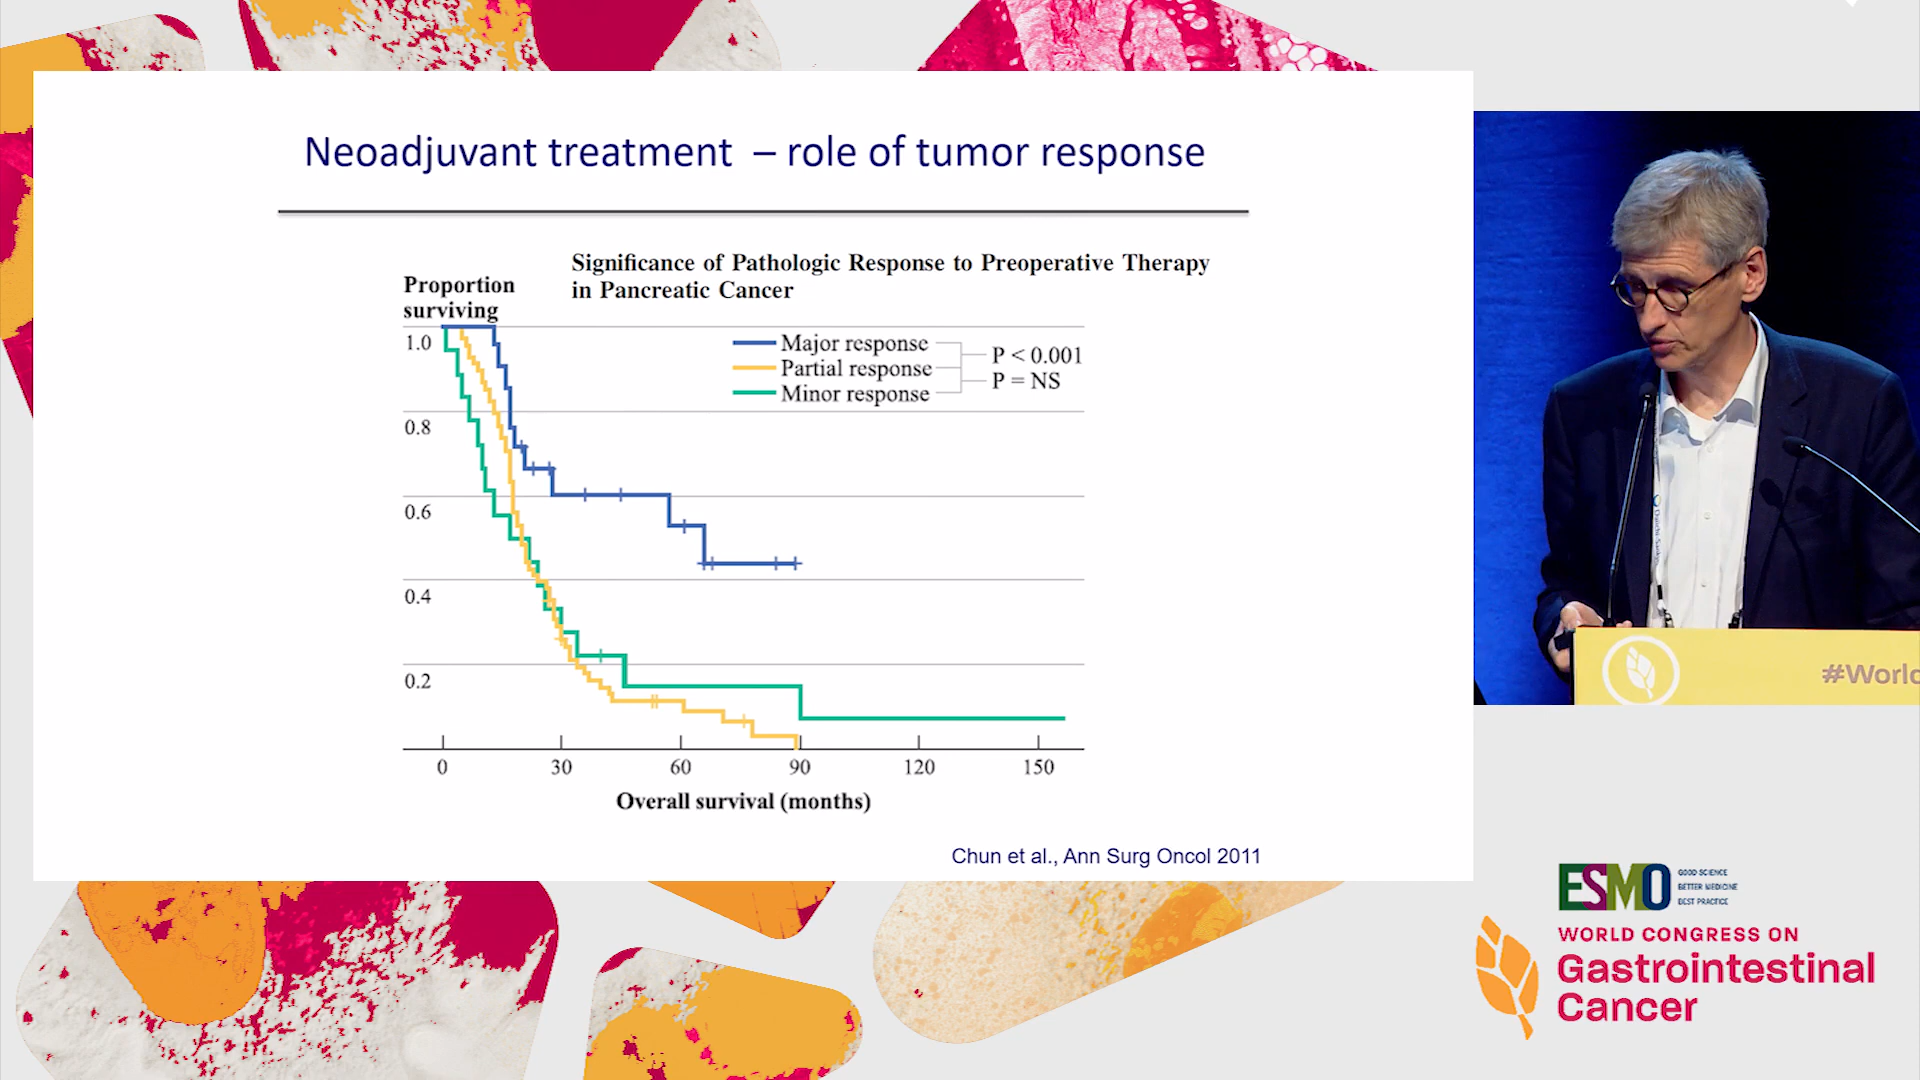 Neoadjuvant treatment – role of tumor response
Significance of Pathologic Response to Preoperative Therapy
in Pancreatic Cancer
Proportion
surviving
1.0
0.8
0.6
0.4
0.2
Major response
Partial response
Minor response
P < 0.001
P = NS
0 30 60 90 120 150
Overall survival (months)
Chun et al., Ann Surg Oncol 2011
#World
ESMO
GOOD SCIENCE
BETTER MEDICINE
BEST PRACTICE
WORLD CONGRESS ON
Gastrointestinal
Cancer